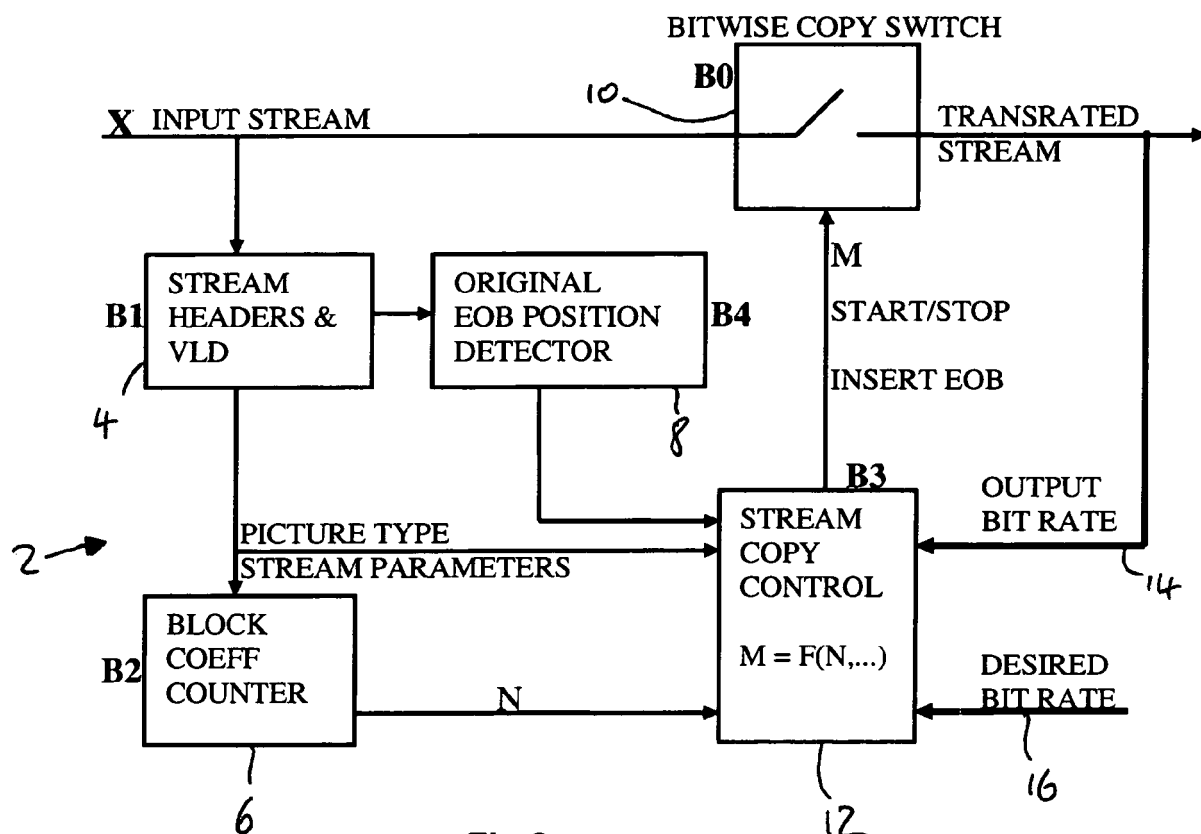 BITWISE COPY SWITCH
B0
10
X INPUT STREAM
TRANSRATED
STREAM
M
START/STOP
INSERT EOB
B1
STREAM
HEADERS &
VLD
4
ORIGINAL
EOB POSITION
DETECTOR
B4
8
B3
OUTPUT
BIT RATE
14
2
PICTURE TYPE
STREAM PARAMETERS
STREAM
COPY
CONTROL
M = F(N,...)
B2
BLOCK
COEFF
COUNTER
N
DESIRED
BIT RATE
16
6
12